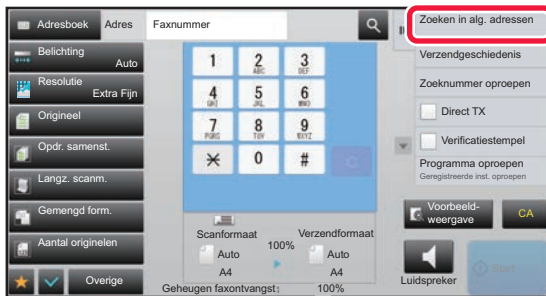 Adresboek
Adres
Faxnummer
Zoeken in alg. adressen
Belichting
Auto
Verzendgeschiedenis
Resolutie
Extra Fijn
Zoeknummer oproepen
Origineel
Direct TX
Opdr. samenst.
Verificatiestempel
Langz. scanm.
Programma oproepen
Geregistreerde inst. oproepen
Gemengd form.
Voorbeeld-
weergave
CA
Aantal originelen
Overige
1
2 ABC
3 DEF
4 GHI
5 JKL
6 MNO
7 PQRS
8 TUV
9 WXYZ
0
#
C
Scanformaat
Verzendformaat
100%
Auto
Auto
A4
A4
Geheugen faxontvangst:
100%
Luidspreker
Start